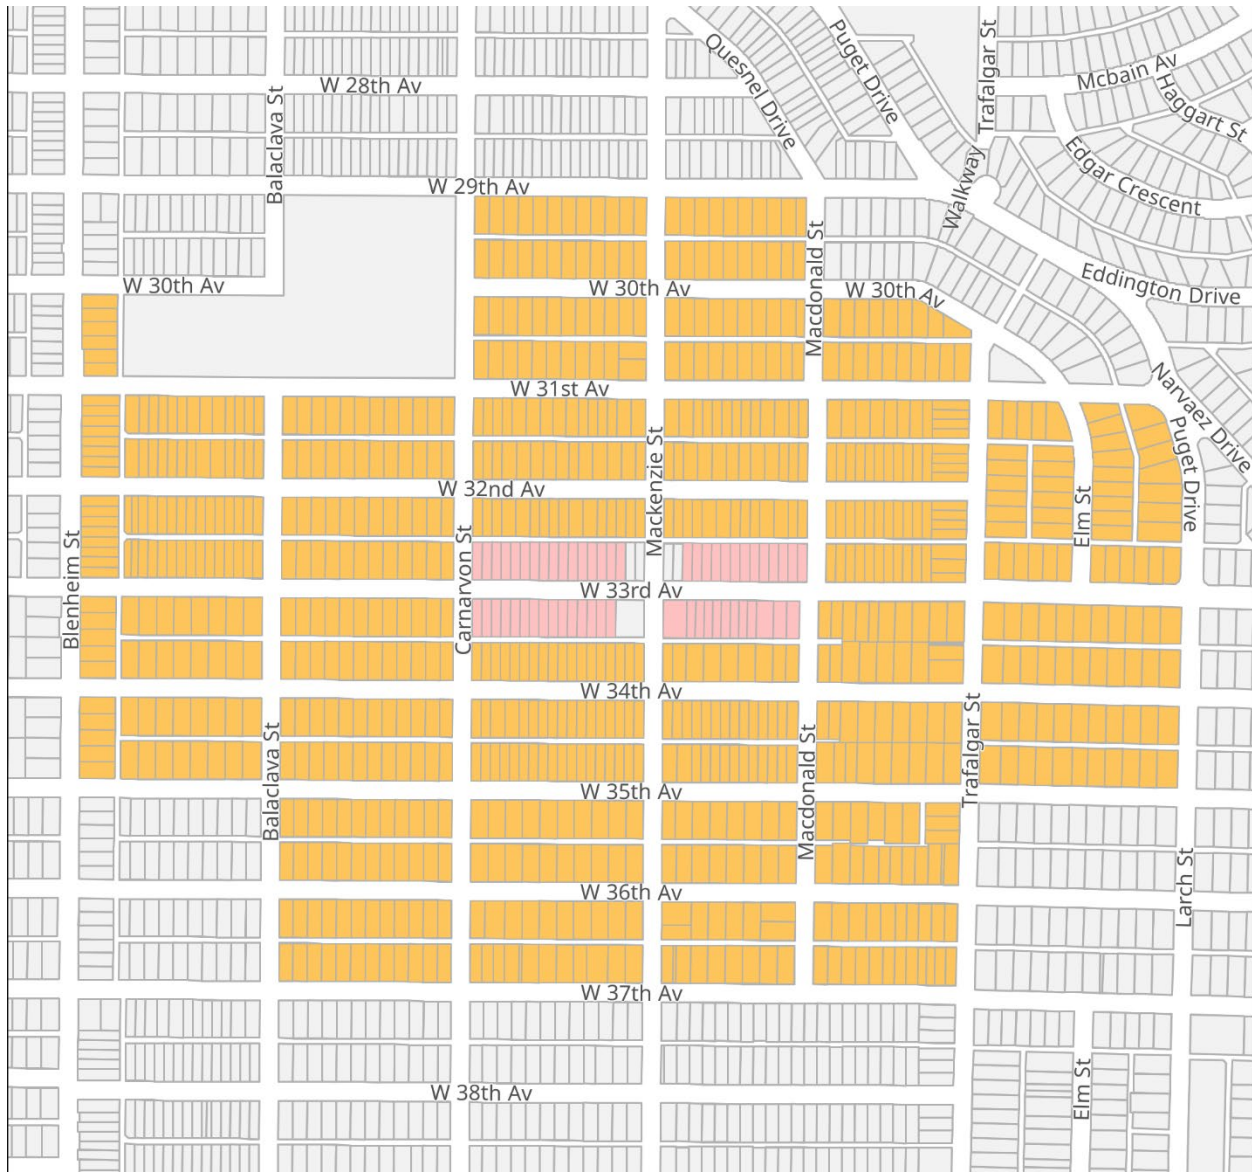 Trafalgar St
Puget Drive
Quesnel Drive
Mcbain Av
Haggart St
W 28th Av
Balaclava St
Edgar Crescent
Walkway
W 29th Av
Eddington Drive
W 30th Av
W 30th Av
W 30th Av
Macdonald St
W 31st Av
Narvaez Drive
Puget Drive
Mackenzie St
W 32nd Av
Elm St
Carnarvon St
Blenheim St
W 33rd Av
W 34th Av
Trafalgar St
Balaclava St
Macdonald St
W 35th Av
Larch St
W 36th Av
W 37th Av
Elm St
W 38th Av